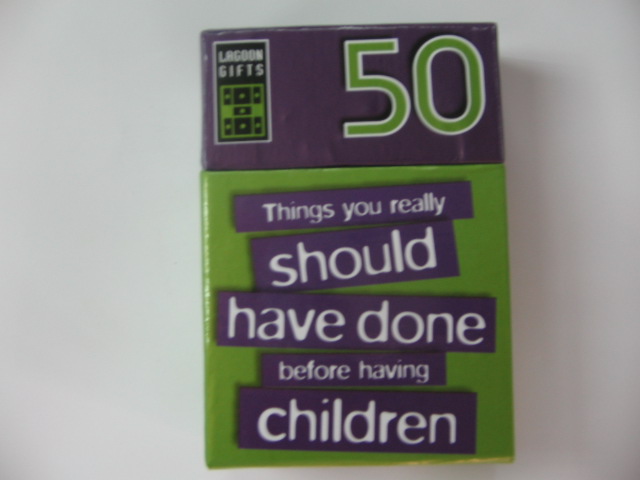 LAGOON
GIFTS
50
Things you really
should
have done
before having
children